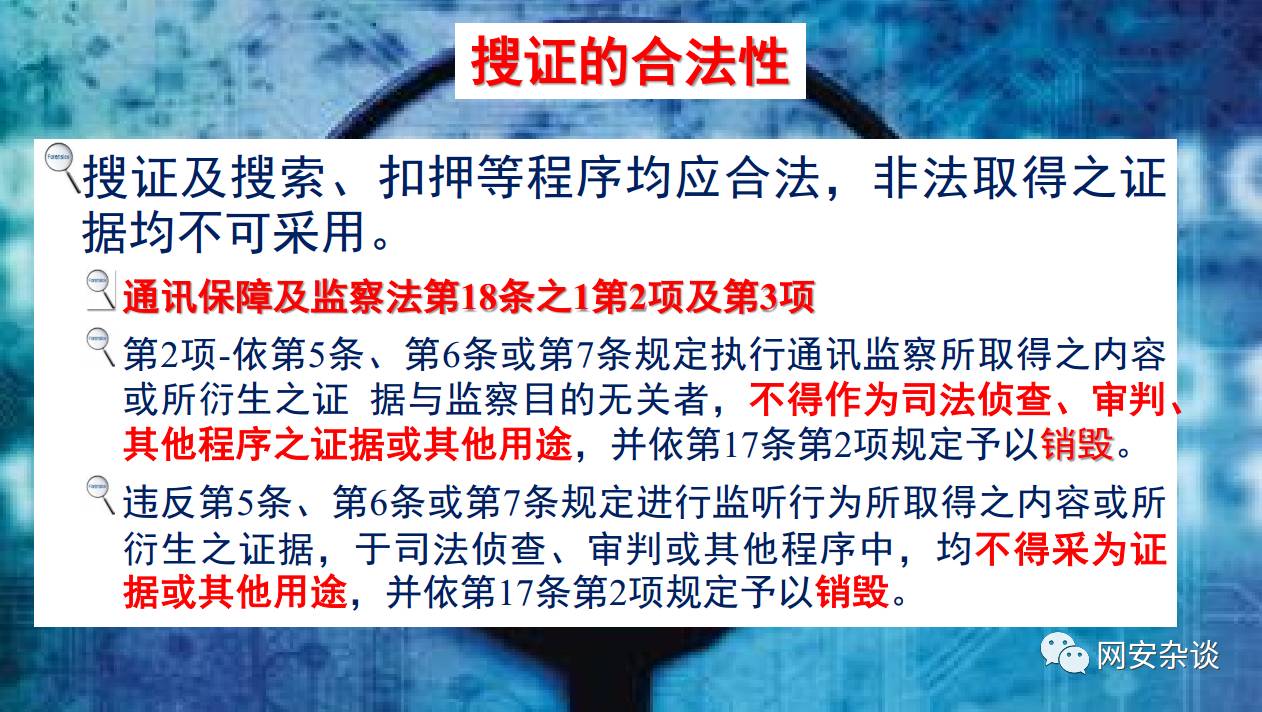 搜证的合法性
Forensics
搜证及搜索、扣押等程序均应合法，非法取得之证
据均不可采用。
Forensics
通讯保障及监察法第18条之1第2项及第3项
Forensics
第2项-依第5条、第6条或第7条规定执行通讯监察所取得之内容
或所衍生之证 据与监察目的无关者，不得作为司法侦查、审判、
其他程序之证据或其他用途，并依第17条第2项规定予以销毁。
Forensics
违反第5条、第6条或第7条规定进行监听行为所取得之内容或所
衍生之证据，于司法侦查、审判或其他程序中，均不得采为证
据或其他用途，并依第17条第2项规定予以销毁。
网安杂谈